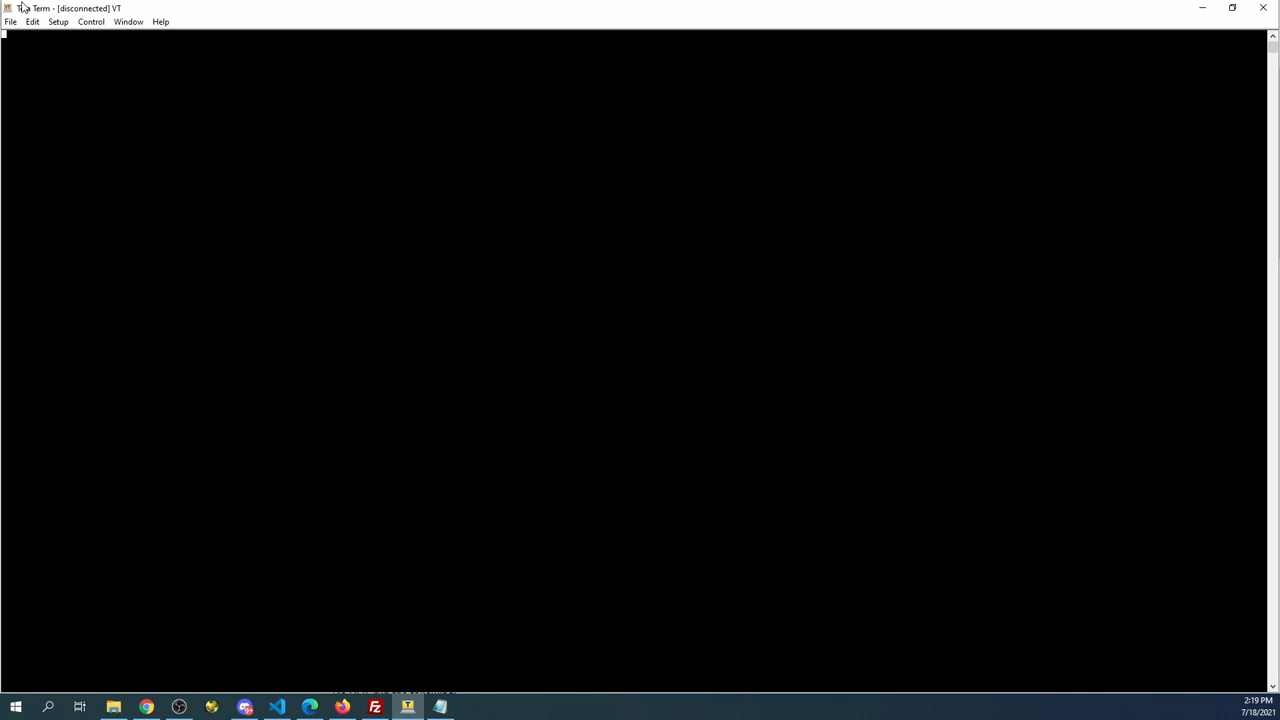 Term - [disconnected] VT
File Edit Setup Control Window Help
2:19 PM
7/18/2021